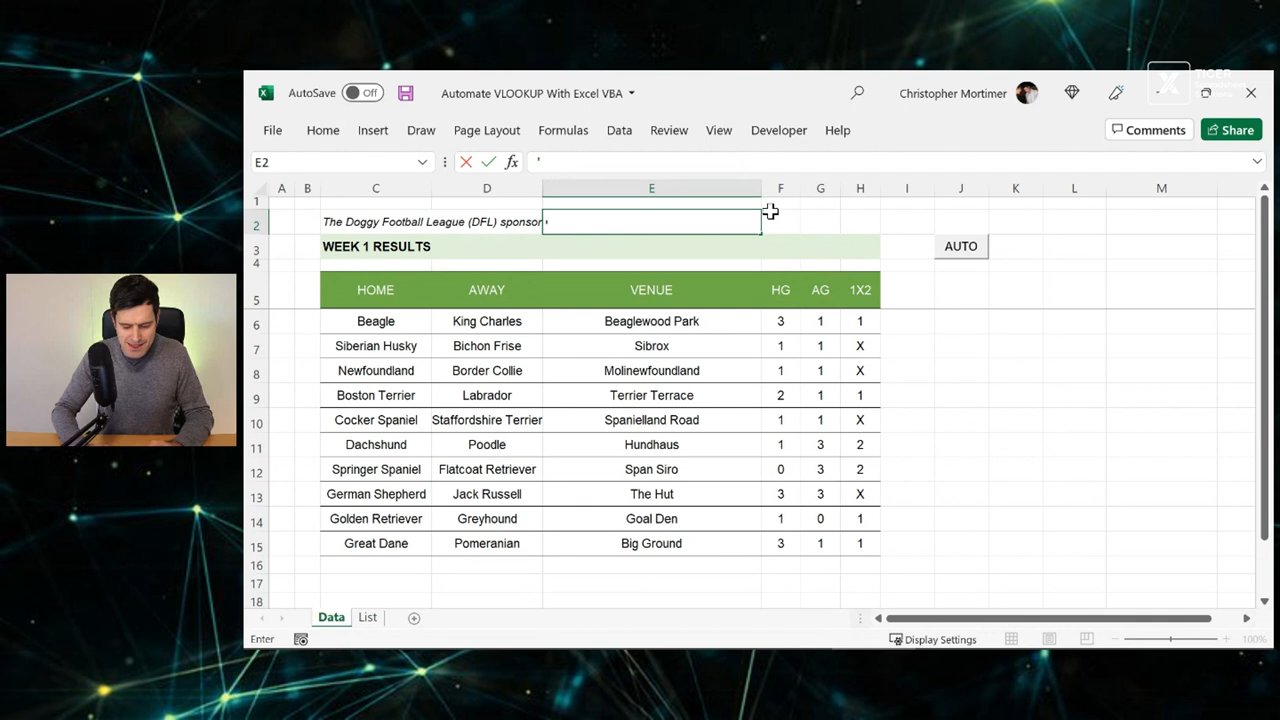 TIGER
AutoSave Off Automate VLOOKUP With Excel VBA Christopher Mortimer
File Home Insert Draw Page Layout Formulas Data Review View Developer Help Comments Share
E2 fx '
A B C D E F G H I J K L M
1
2 The Doggy Football League (DFL) sponsor '
3 WEEK 1 RESULTS AUTO
4
5 HOME AWAY VENUE HG AG 1X2
6 Beagle King Charles Beaglewood Park 3 1 1
7 Siberian Husky Bichon Frise Sibrox 1 1 X
8 Newfoundland Border Collie Molinewfoundland 1 1 X
9 Boston Terrier Labrador Terrier Terrace 2 1 1
10 Cocker Spaniel Staffordshire Terrier Spanielland Road 1 1 X
11 Dachshund Poodle Hundhaus 1 3 2
12 Springer Spaniel Flatcoat Retriever Span Siro 0 3 2
13 German Shepherd Jack Russell The Hut 3 3 X
14 Golden Retriever Greyhound Goal Den 1 0 1
15 Great Dane Pomeranian Big Ground 3 1 1
16
17
18
Data List
Enter Display Settings 100%